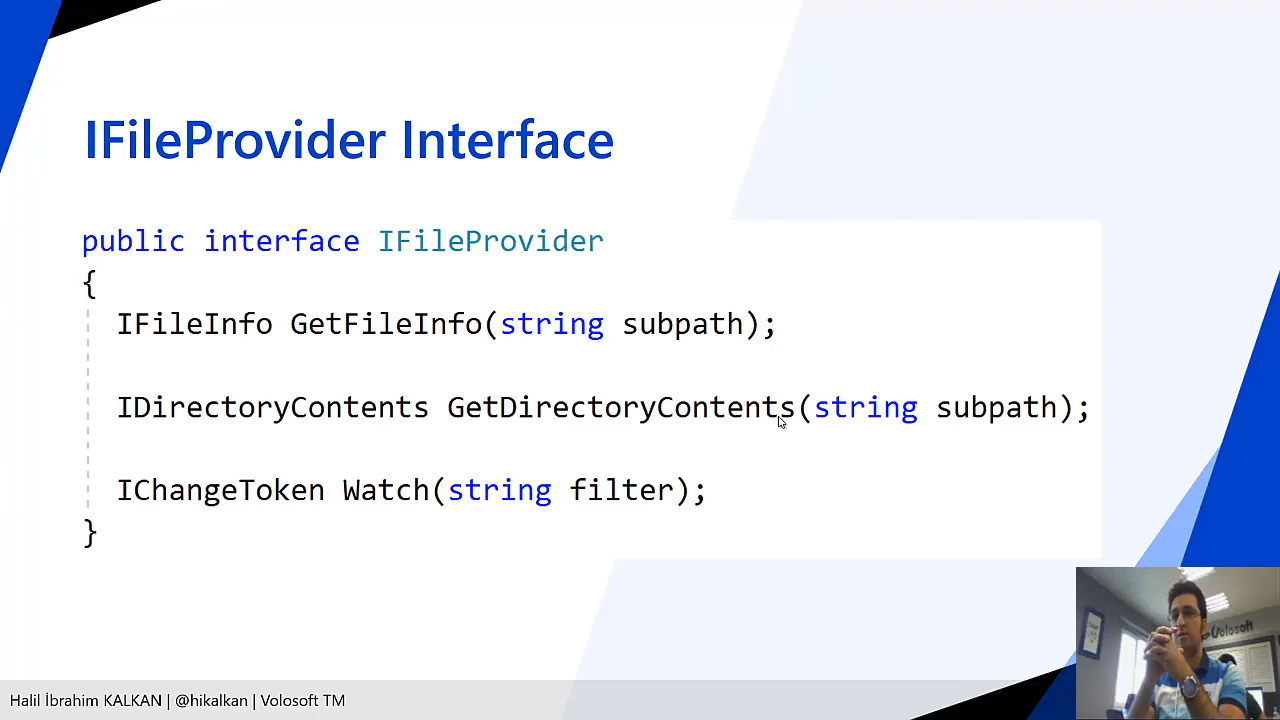 IFileProvider Interface
public interface IFileProvider
{
IFileInfo GetFileInfo(string subpath);
IDirectoryContents GetDirectoryContents(string subpath);
IChangeToken Watch(string filter);
}
Volosoft
Halil İbrahim KALKAN | @hikalkan | Volosoft TM